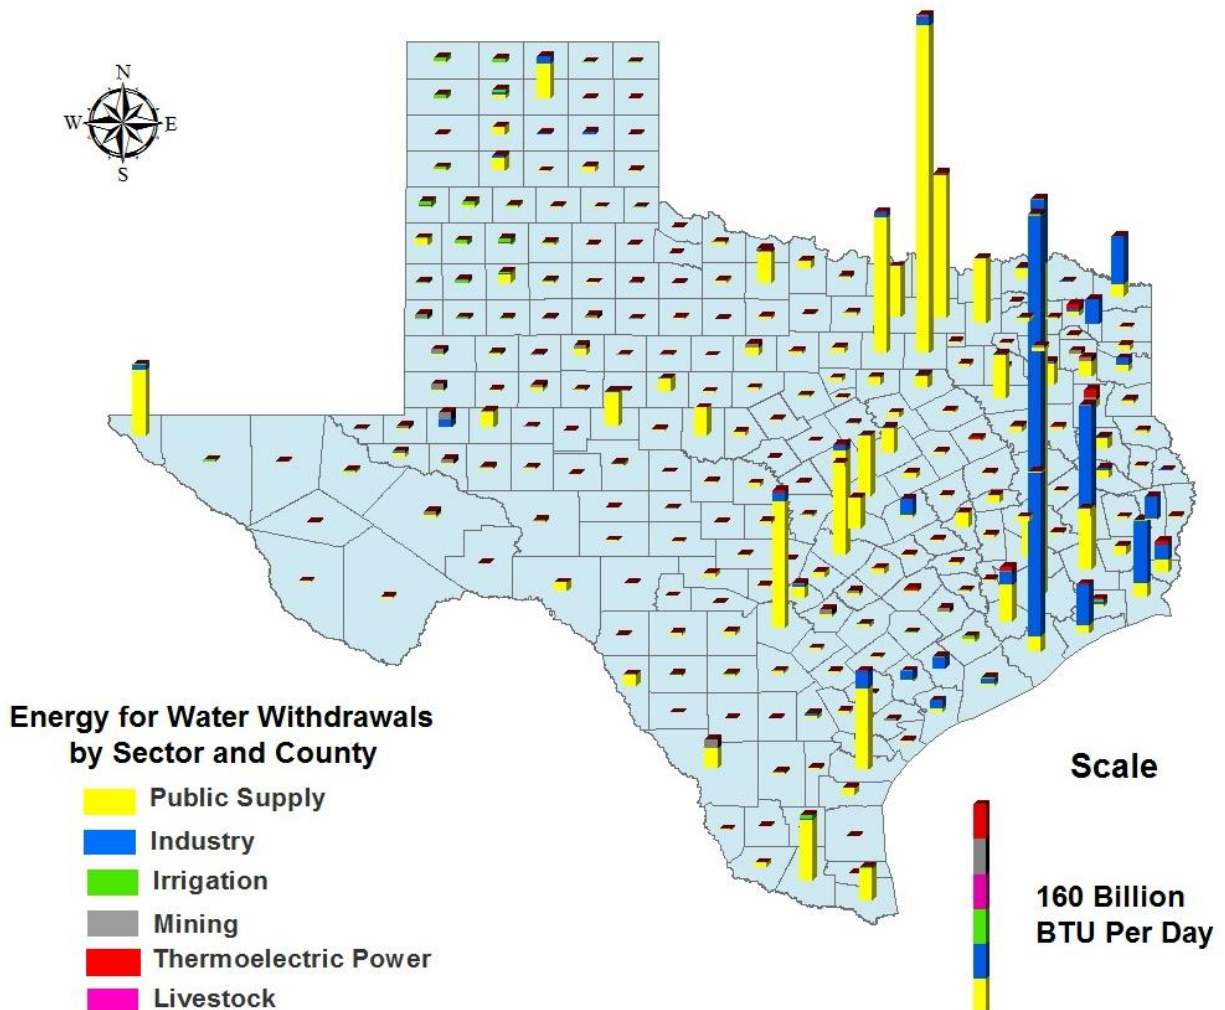 N
W E
S
Energy for Water Withdrawals
by Sector and County
Public Supply
Industry
Irrigation
Mining
Thermoelectric Power
Livestock
Scale
160 Billion
BTU Per Day